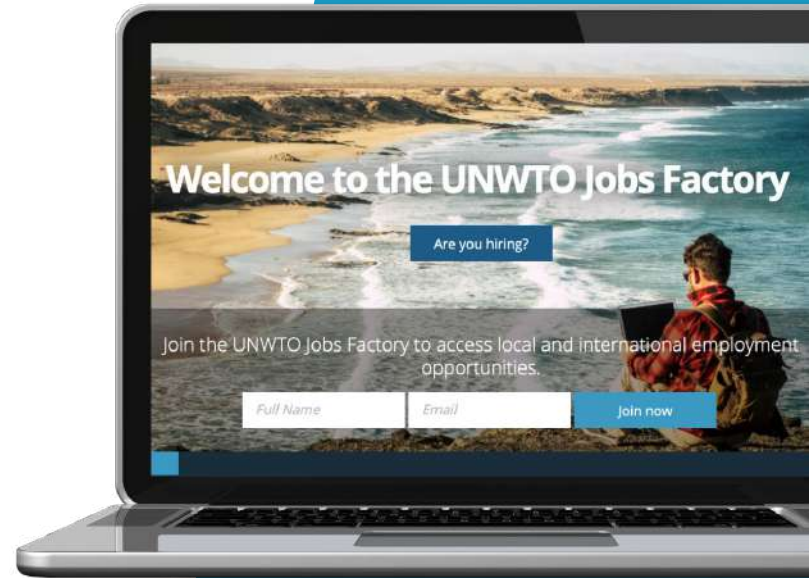 Welcome to the UNWTO Jobs Factory
Are you hiring?
Join the UNWTO Jobs Factory to access local and international employment
opportunities.
Full Name
Email
Join now